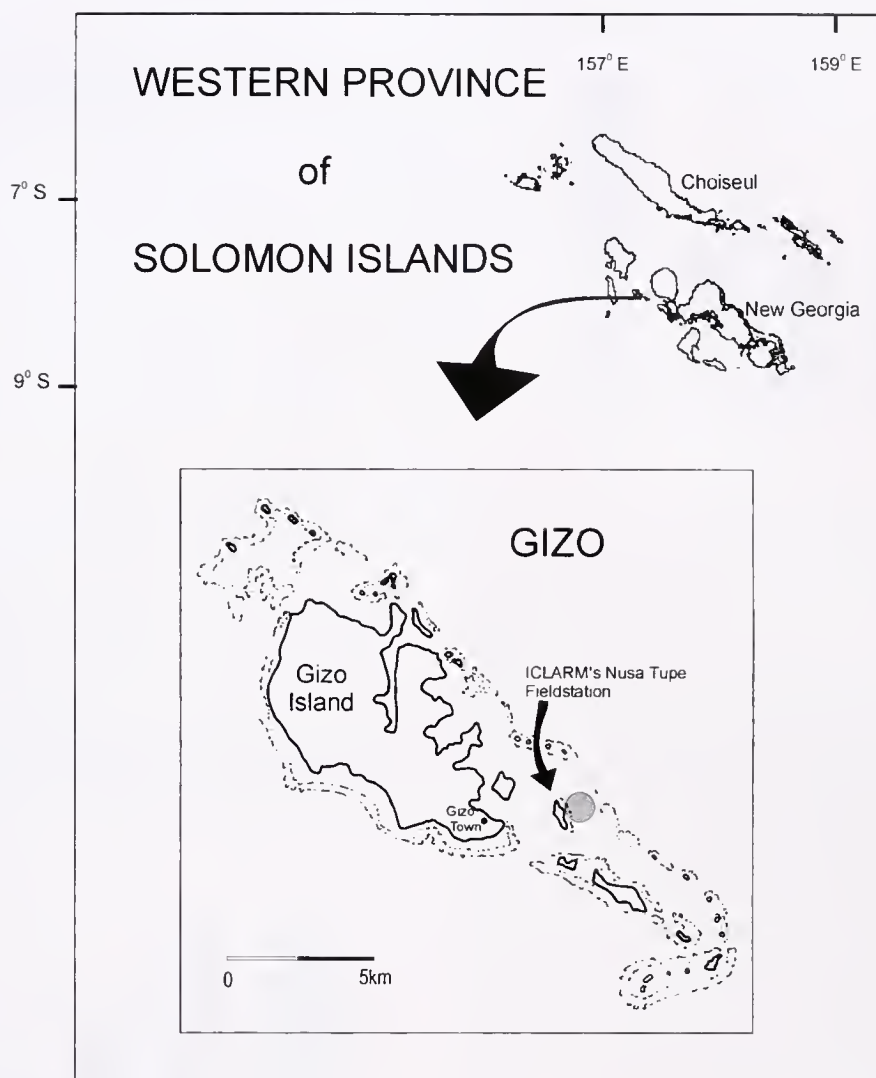 157° E
159° E
WESTERN PROVINCE
of
SOLOMON ISLANDS
Choiseul
7° S
New Georgia
9° S
GIZO
ICLARM's Nusa Tupe
Fieldstation
Gizo
Island
Gizo
Town
0
5km